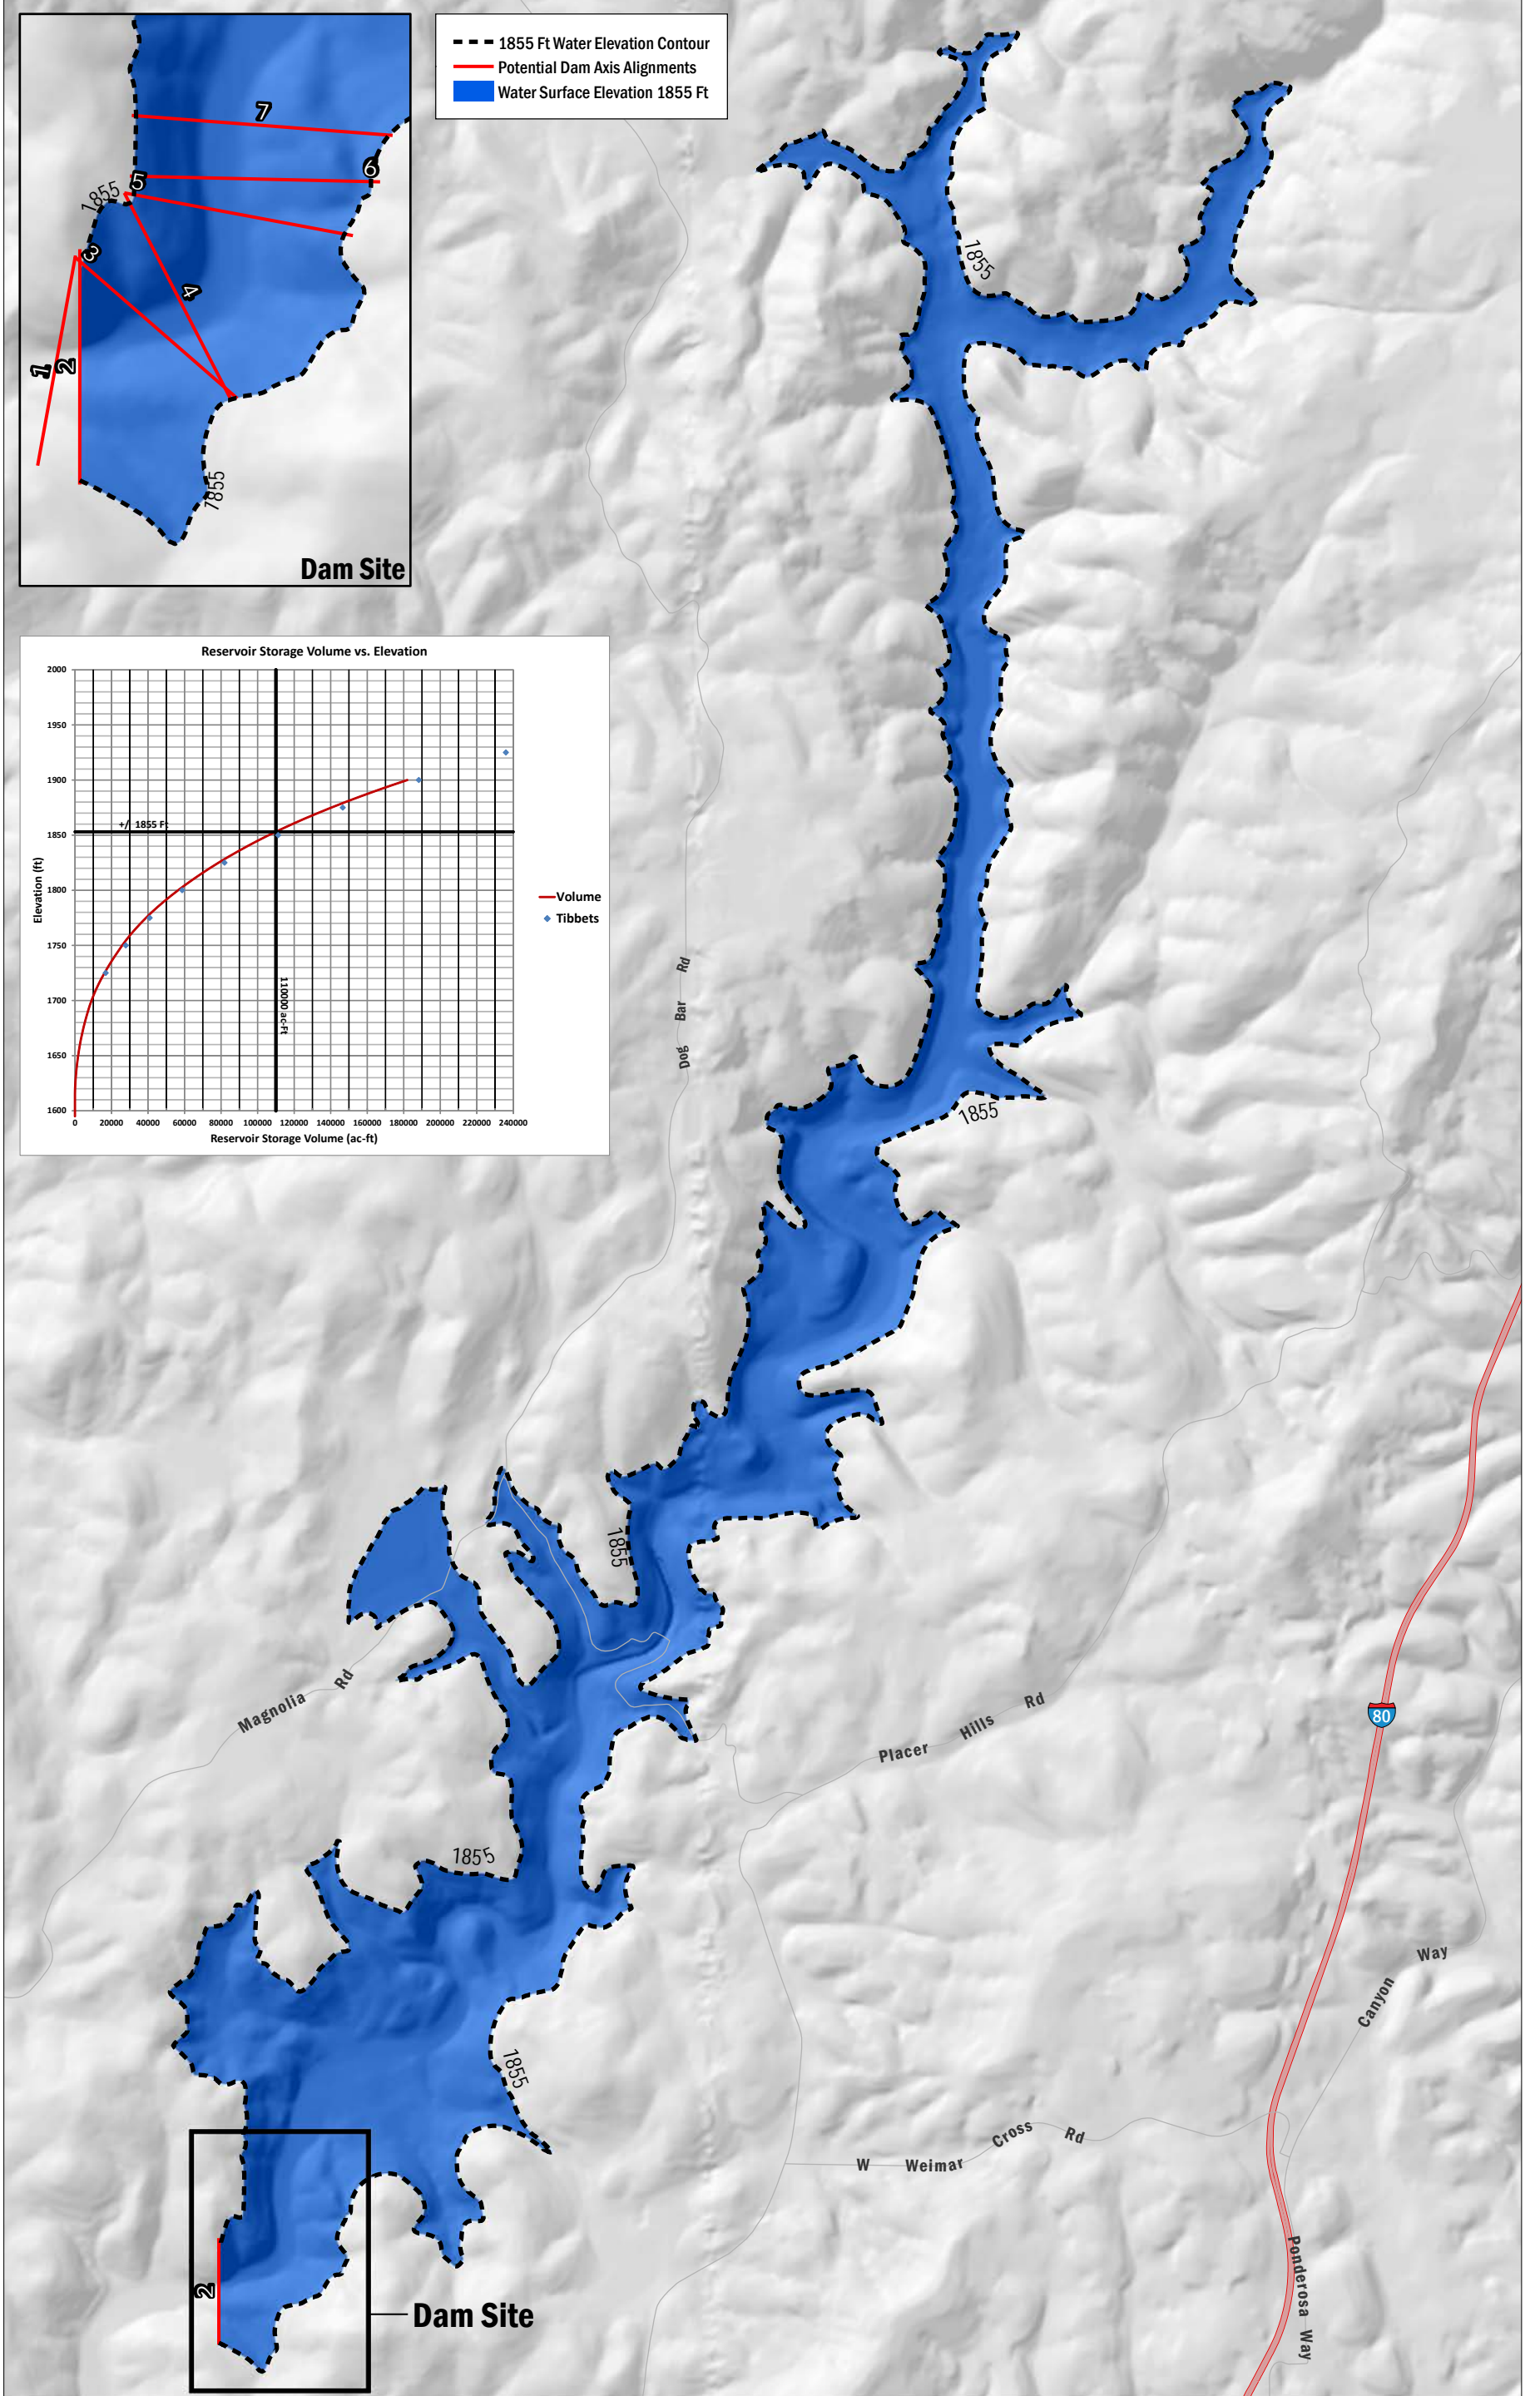 1855 Ft Water Elevation Contour
Potential Dam Axis Alignments
Water Surface Elevation 1855 Ft
7
6
5
1855
3
4
1
2
1855
Dam Site
1855
Reservoir Storage Volume vs. Elevation
2000
1950
1900
1850
1800
1750
1700
1650
1600
Elevation (ft)
+/- 1855 Ft
110000 ac-Ft
Volume
Tibbets
0 20000 40000 60000 80000 100000 120000 140000 160000 180000 200000 220000 240000
Reservoir Storage Volume (ac-ft)
Dog Bar Rd
1855
1855
Magnolia Rd
Placer Hills Rd
80
1855
Canyon Way
1855
W Weimar Cross Rd
Ponderosa Way
2
Dam Site